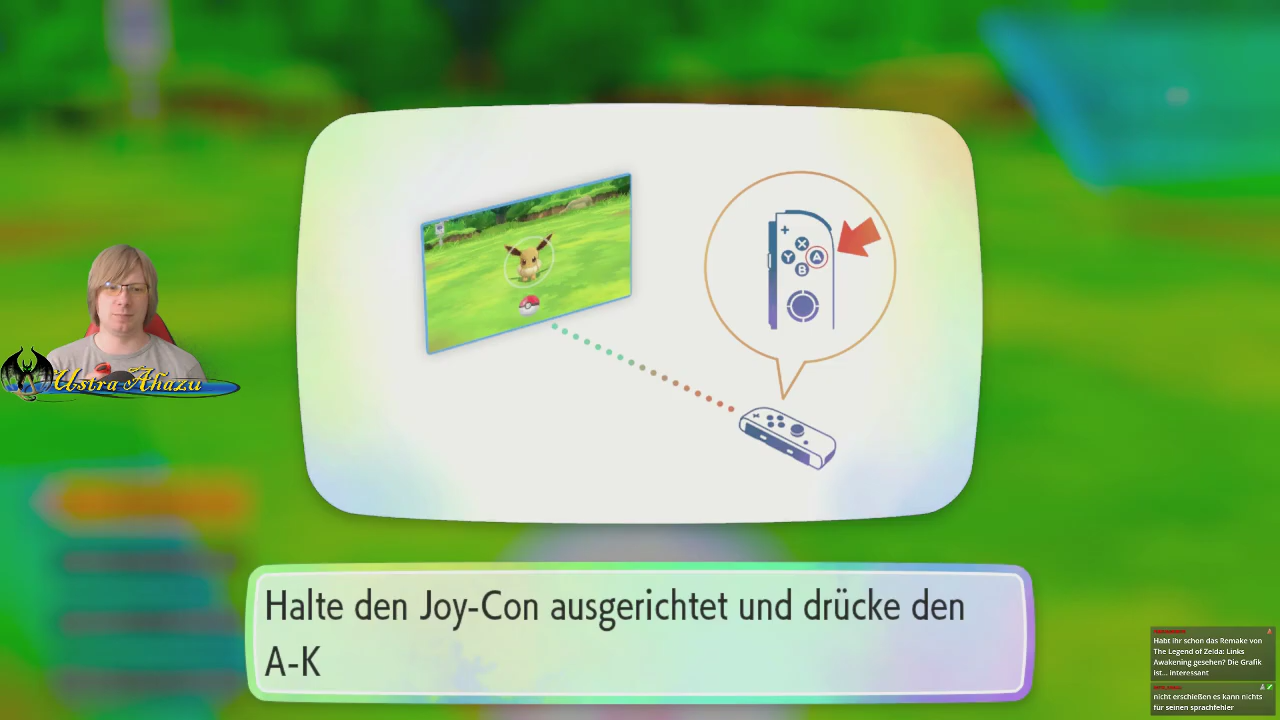 X
Y
A
B
Ustra Ahazu
Halte den Joy-Con ausgerichtet und drücke den
A-K
Habt ihr schon das Remake von
The Legend of Zelda: Links
Awakening gesehen? Die Grafik
ist... interessant
nicht erschießen es kann nichts
für seinen sprachfehler